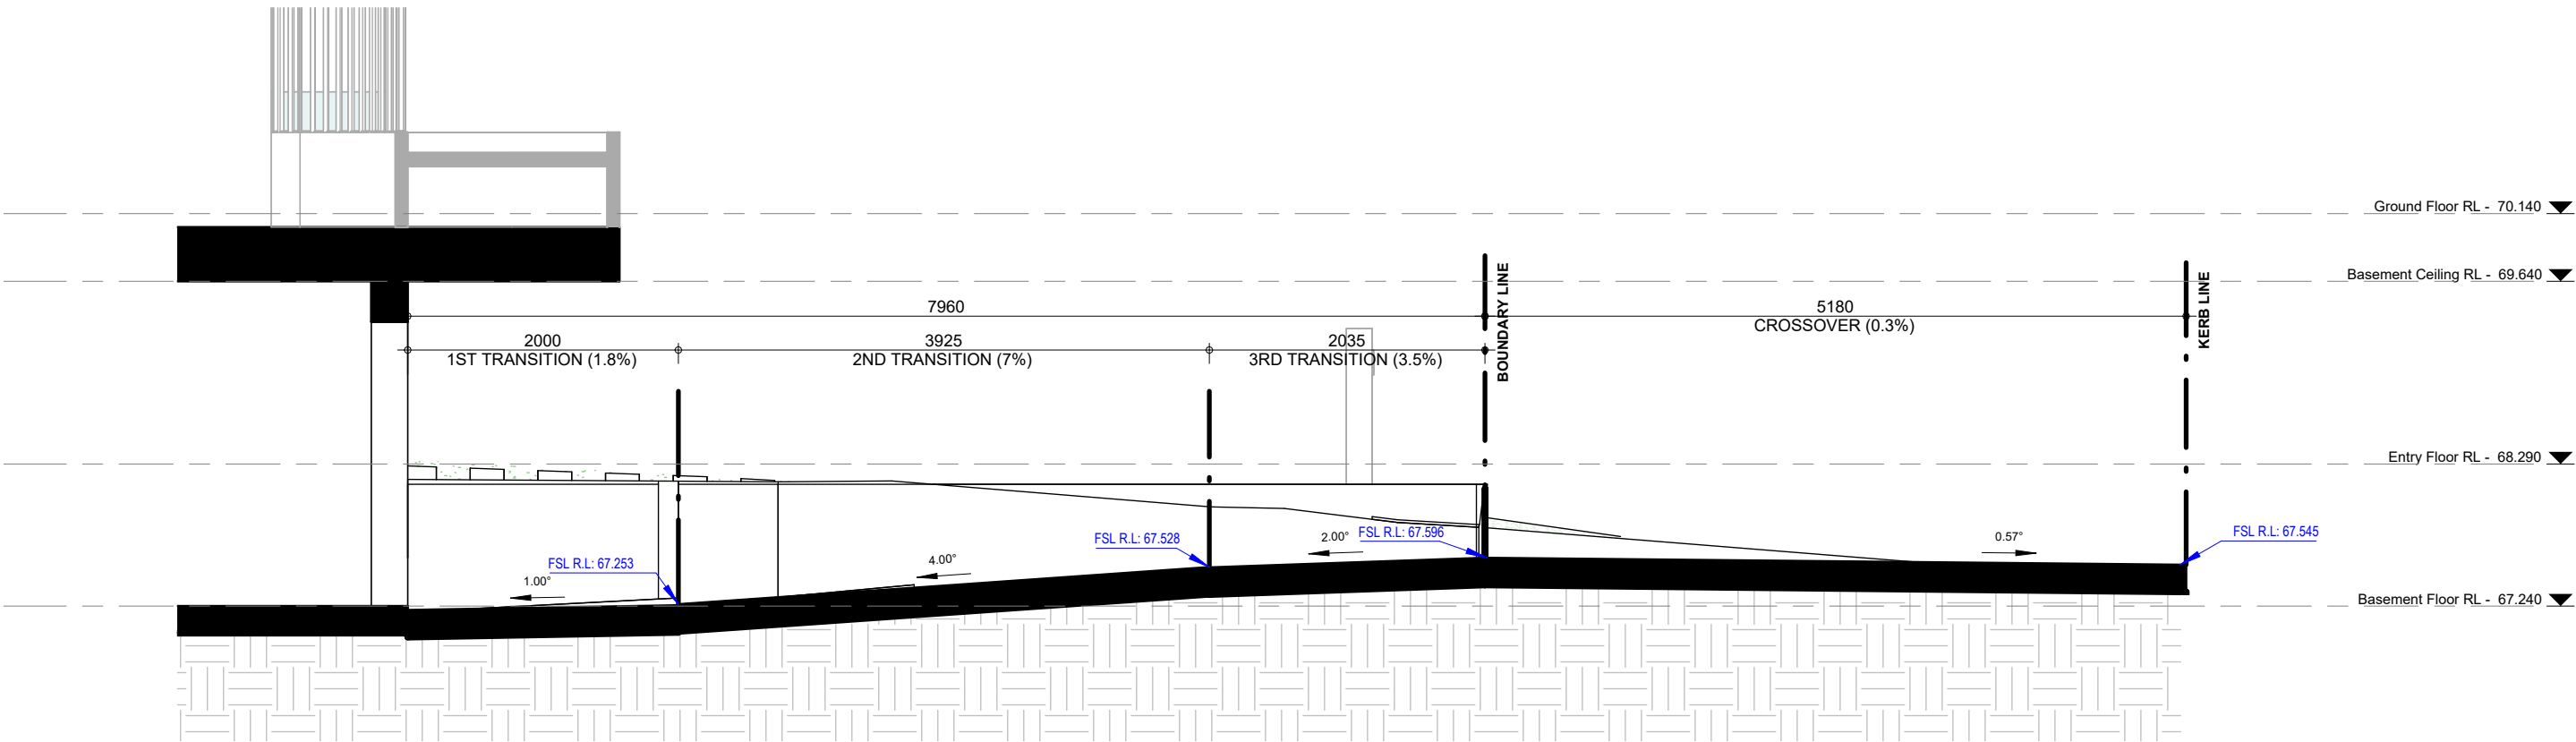 Ground Floor RL - 70.140
Basement Ceiling RL - 69.640
7960
5180
CROSSOVER (0.3%)
2000
1ST TRANSITION (1.8%)
3925
2ND TRANSITION (7%)
2035
3RD TRANSITION (3.5%)
BOUNDARY LINE
KERB LINE
Entry Floor RL - 68.290
FSL R.L: 67.253
FSL R.L: 67.528
FSL R.L: 67.596
FSL R.L: 67.545
1.00°
4.00°
2.00°
0.57°
Basement Floor RL - 67.240